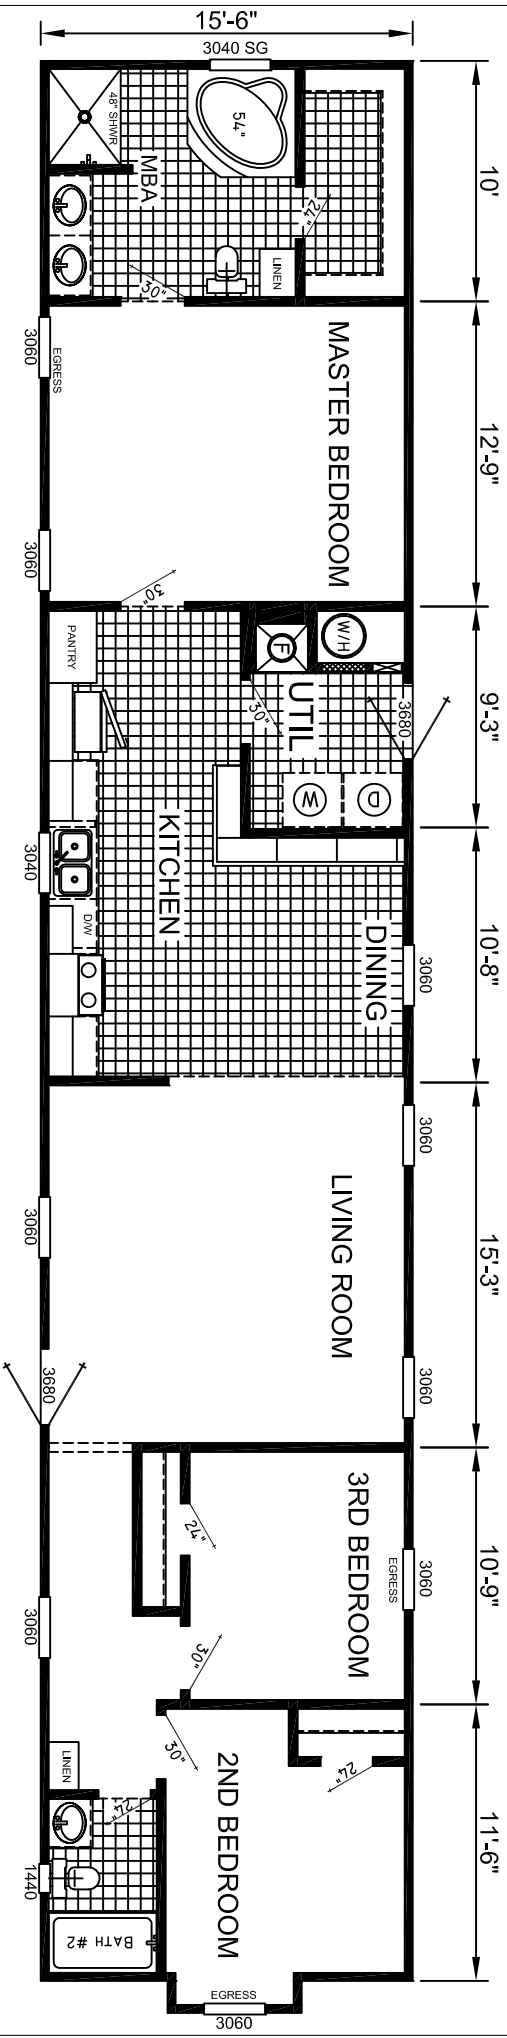 15'-6"
3040 SG
10'
48" SHWR
54"
MBA
24"
LINEN
30"
3060
EGRESS
MASTER BEDROOM
12'-9"
3060
30"
PANTRY
W/H
F
UTIL
30"
3680
9'-3"
W
D
KITCHEN
3040
D/W
DINING
3060
10'-8"
3060
LIVING ROOM
3060
15'-3"
3060
3680
3RD BEDROOM
24"
EGRESS
3060
10'-9"
3060
30"
30"
LINEN
24"
24"
2ND BEDROOM
11'-6"
1440
BATH #2
EGRESS
3060